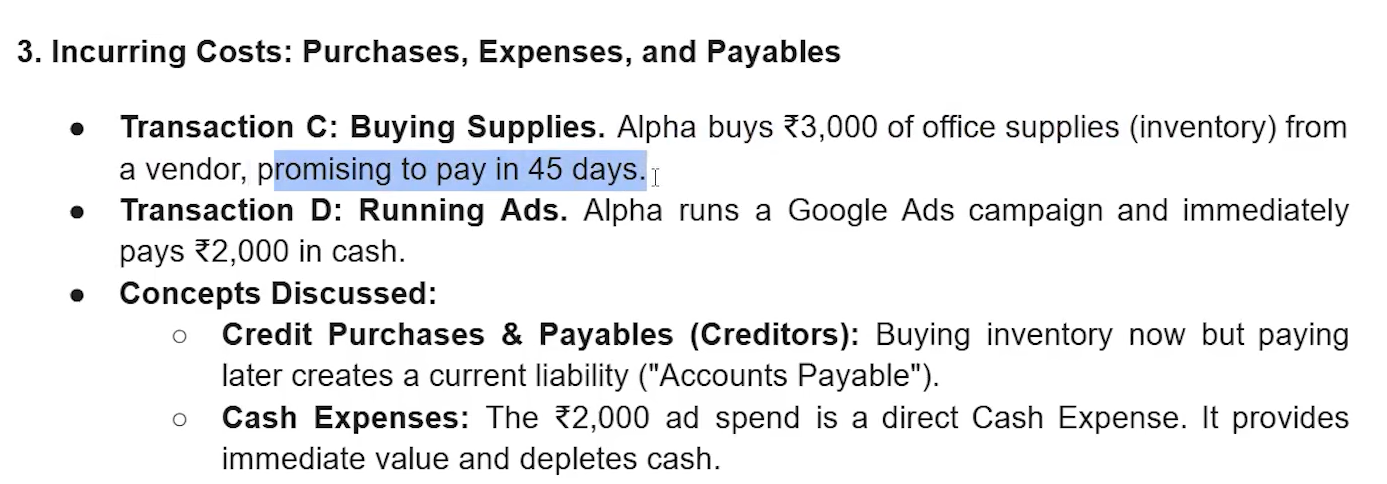 3. Incurring Costs: Purchases, Expenses, and Payables
● Transaction C: Buying Supplies. Alpha buys ₹3,000 of office supplies (inventory) from
a vendor, promising to pay in 45 days.
● Transaction D: Running Ads. Alpha runs a Google Ads campaign and immediately
pays ₹2,000 in cash.
● Concepts Discussed:
○ Credit Purchases & Payables (Creditors): Buying inventory now but paying
later creates a current liability ("Accounts Payable").
○ Cash Expenses: The ₹2,000 ad spend is a direct Cash Expense. It provides
immediate value and depletes cash.